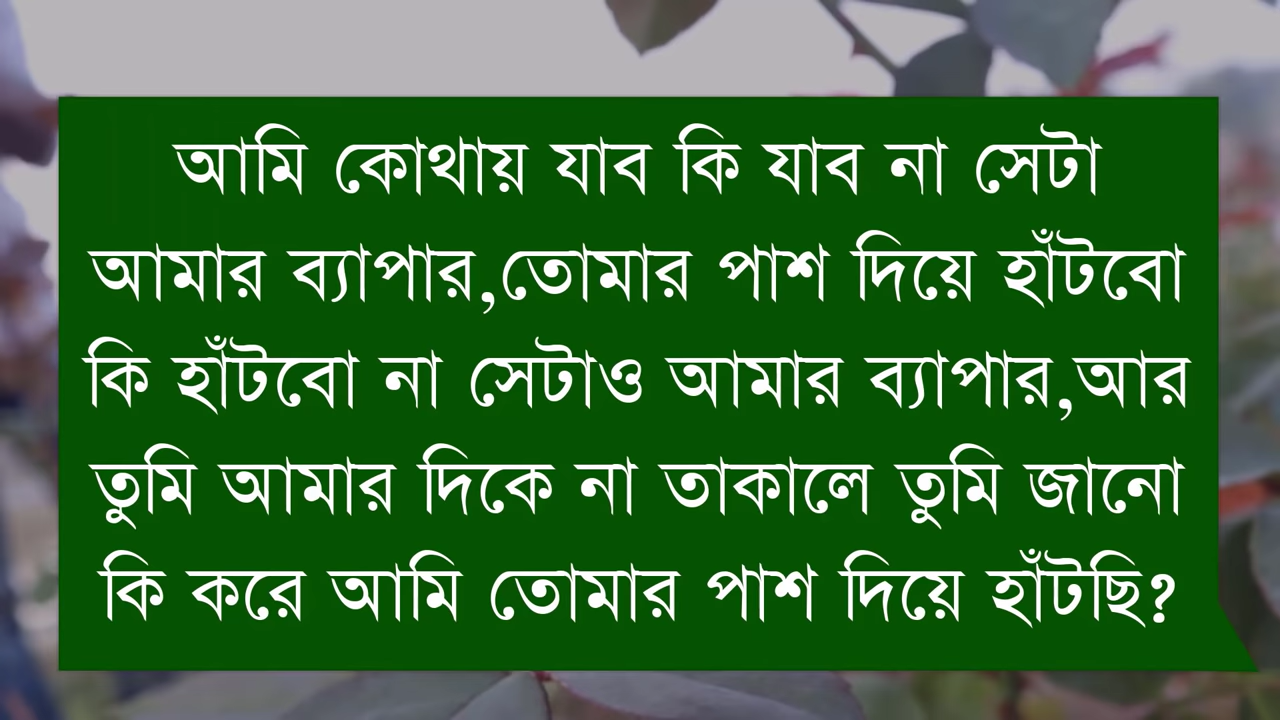 আমি কোথায় যাব কি যাব না সেটা
আমার ব্যাপার,তোমার পাশ দিয়ে হাঁটবো
কি হাঁটবো না সেটাও আমার ব্যাপার,আর
তুমি আমার দিকে না তাকালে তুমি জানো
কি করে আমি তোমার পাশ দিয়ে হাঁটছি?